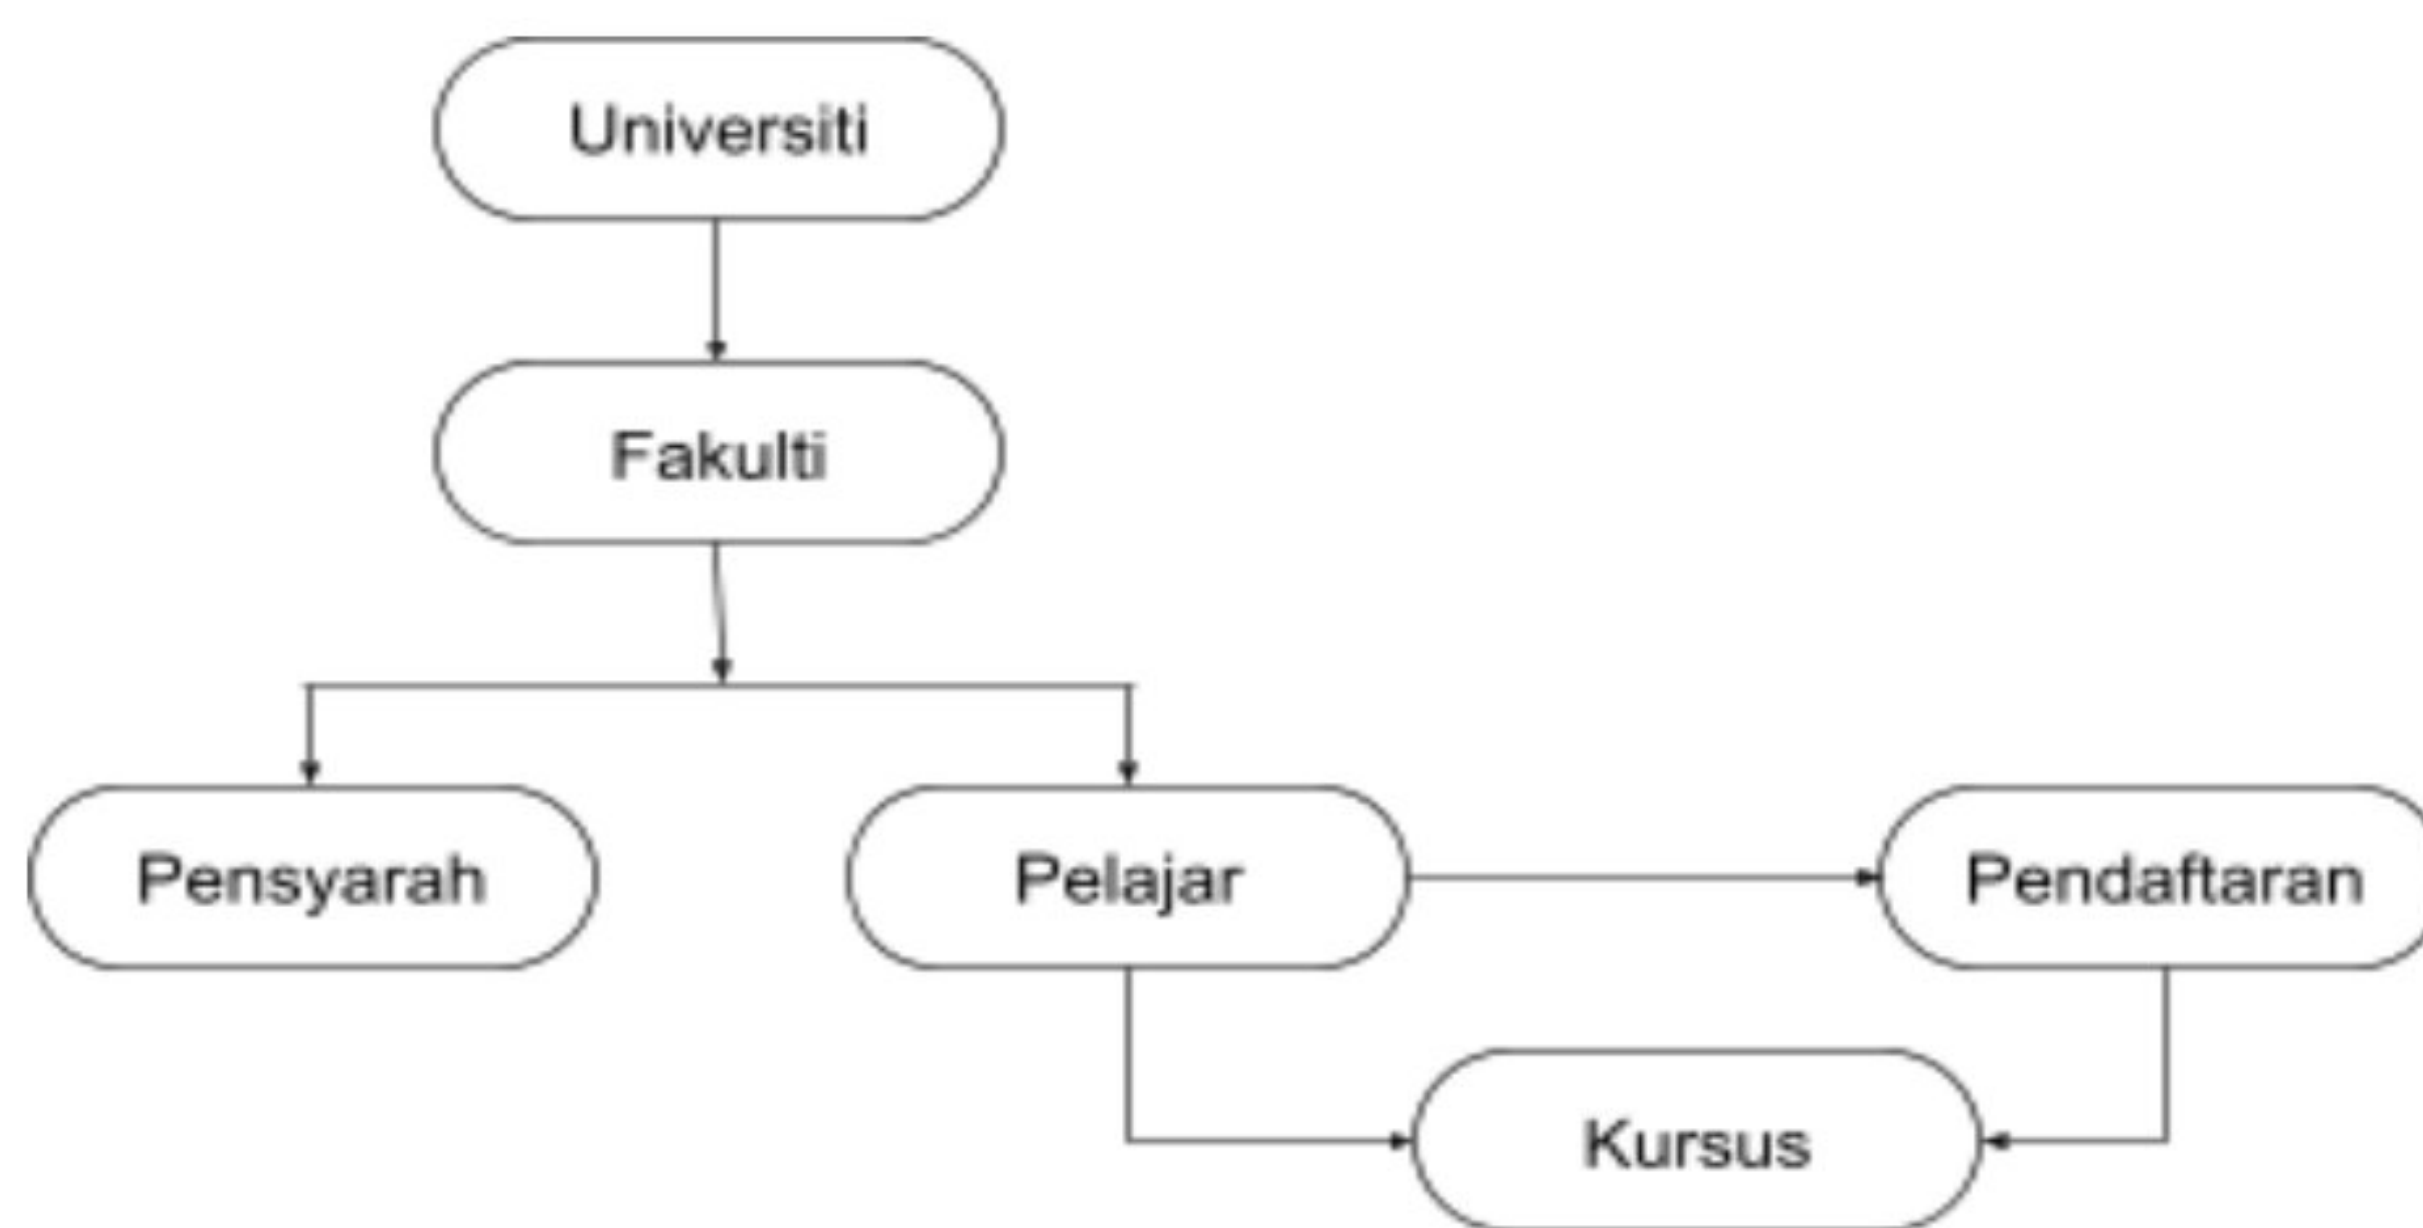 Universiti
Fakulti
Pensyarah
Pelajar
Pendaftaran
Kursus